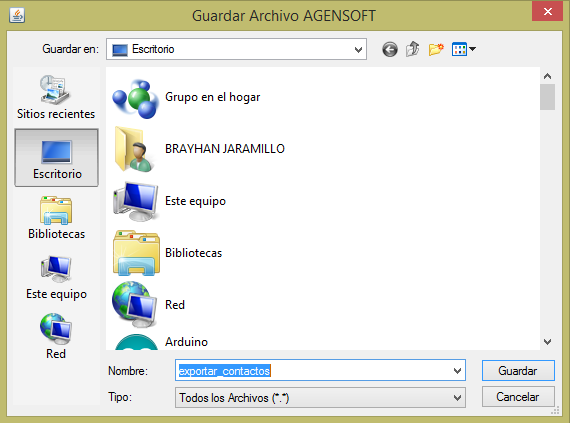 Guardar Archivo AGENSOFT
Guardar en: Escritorio
Sitios recientes
Escritorio
Bibliotecas
Este equipo
Red
Grupo en el hogar
BRAYHAN JARAMILLO
Este equipo
Bibliotecas
Red
Arduino
Nombre: exportar_contactos
Guardar
Tipo: Todos los Archivos (*.*)
Cancelar